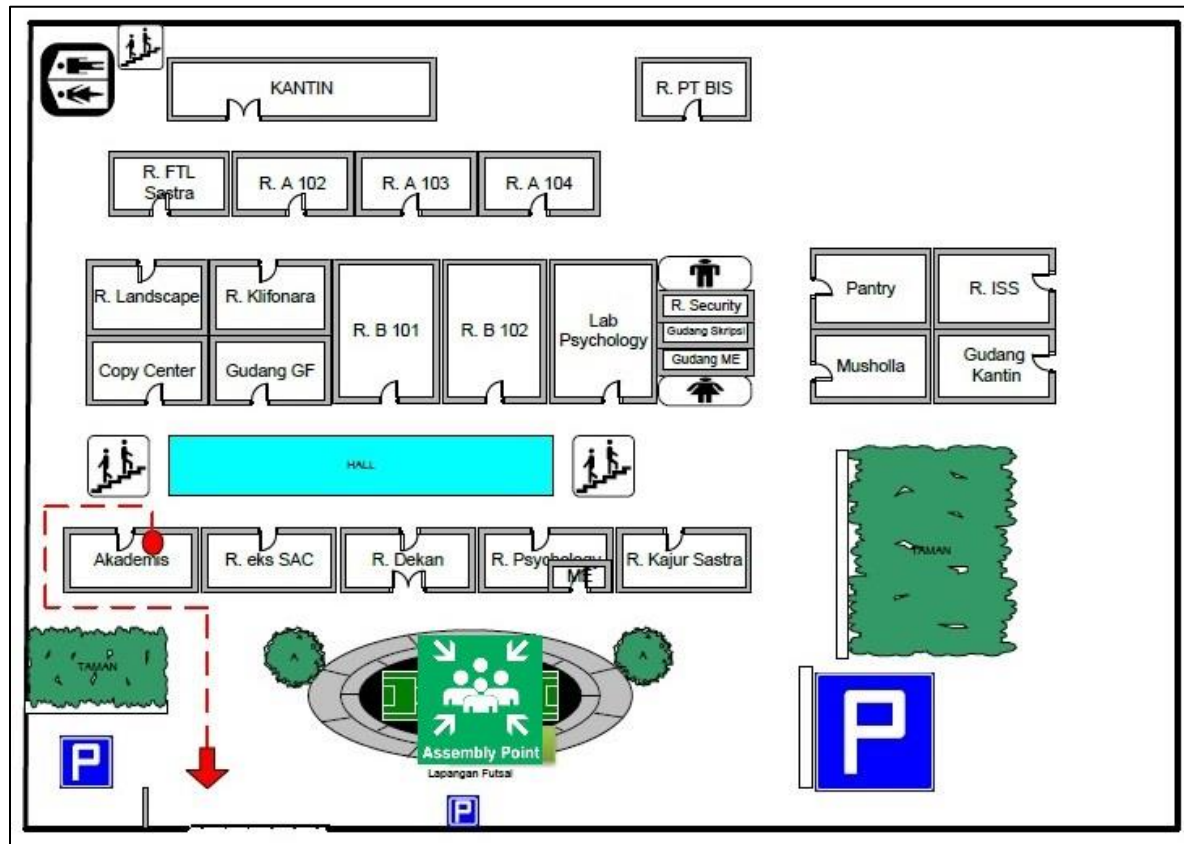 KANTIN
R. PT BIS
R. FTL
Sastra
R. A 102
R. A 103
R. A 104
R. Landscape
R. Klifonara
R. B 101
R. B 102
Lab
Psychology
R. Security
Gudang Skripsi
Gudang ME
Pantry
R. ISS
Copy Center
Gudang GF
Musholla
Gudang
Kantin
HALL
Akademis
R. eks SAC
R. Dekan
R. Psychology
ME
R. Kajur Sastra
TAMAN
TAMAN
Assembly Point
Lapangan Futsal
P
P
P